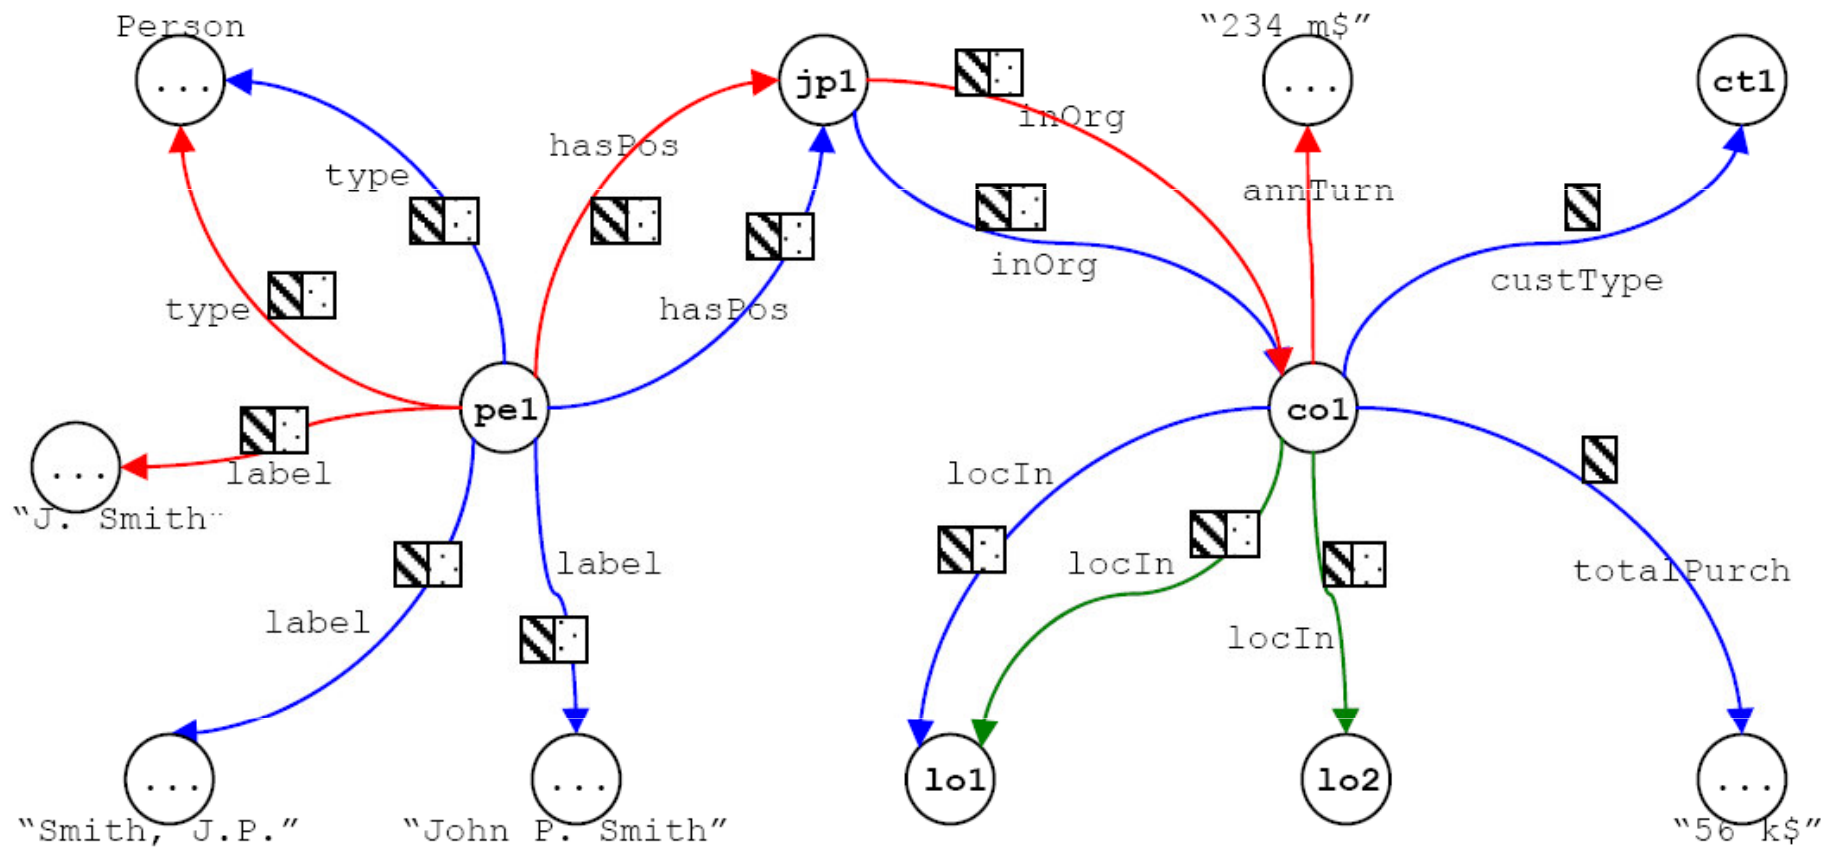 Person
“234 m$”
...
jp1
...
ct1
inOrg
hasPos
type
annTurn
inOrg
custType
type
hasPos
pe1
co1
...
label
locIn
“J. Smith¨
label
locIn
totalPurch
label
locIn
...
...
lo1
lo2
...
“Smith, J.P.”
“John P. Smith”
“56 k$”